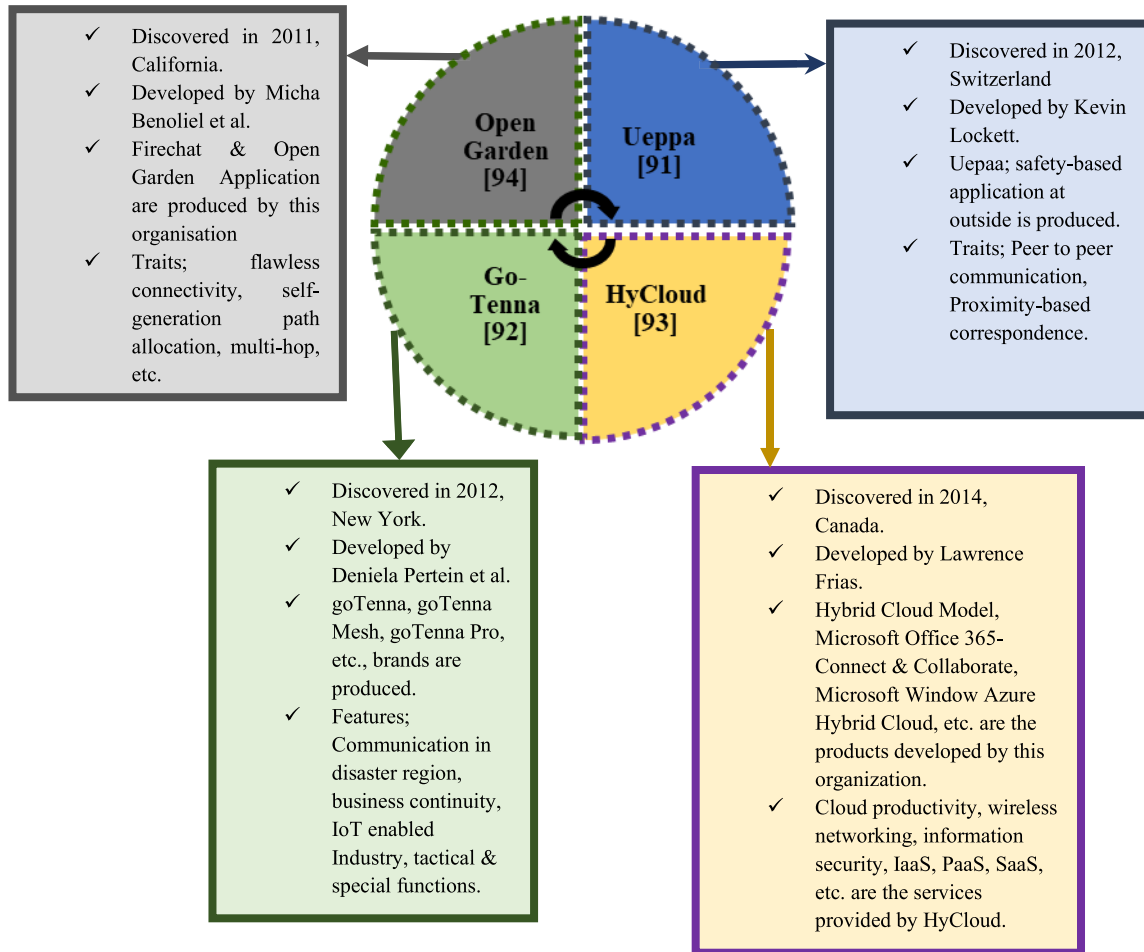 ✓ Discovered in 2011,
California.
✓ Developed by Micha
Benoliel et al.
✓ Firechat & Open
Garden Application
are produced by this
organisation
✓ Traits; flawless
connectivity, self-
generation path
allocation, multi-hop,
etc.
Open
Garden
[94]
Ueppa
[91]
✓ Discovered in 2012,
Switzerland
✓ Developed by Kevin
Lockett.
✓ Uepaa; safety-based
application at
outside is produced.
✓ Traits; Peer to peer
communication,
Proximity-based
correspondence.
Go-
Tenna
[92]
HyCloud
[93]
✓ Discovered in 2012,
New York.
✓ Developed by
Deniela Pertein et al.
✓ goTenna, goTenna
Mesh, goTenna Pro,
etc., brands are
produced.
✓ Features;
Communication in
disaster region,
business continuity,
IoT enabled
Industry, tactical &
special functions.
✓ Discovered in 2014,
Canada.
✓ Developed by Lawrence
Frias.
✓ Hybrid Cloud Model,
Microsoft Office 365-
Connect & Collaborate,
Microsoft Window Azure
Hybrid Cloud, etc. are the
products developed by this
organization.
✓ Cloud productivity, wireless
networking, information
security, IaaS, PaaS, SaaS,
etc. are the services
provided by HyCloud.